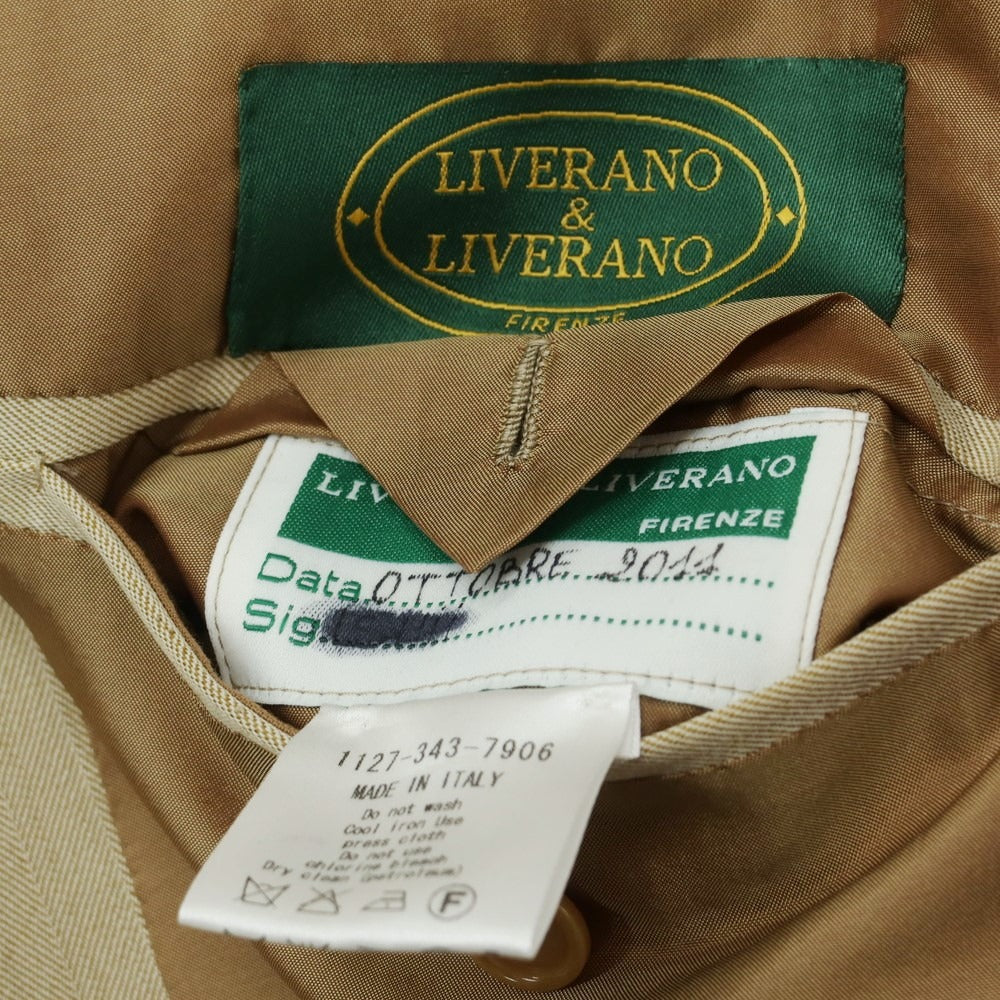 LIVERANO
&
LIVERANO
FIRENZE
LIVERANO
FIRENZE
Data OTTOBRE 2011
Sig
1127-343-7906
MADE IN ITALY
Do not wash
Cool iron Use
press cloth
Do not use
chlorine bleach
Dry clean (petroleum)
F